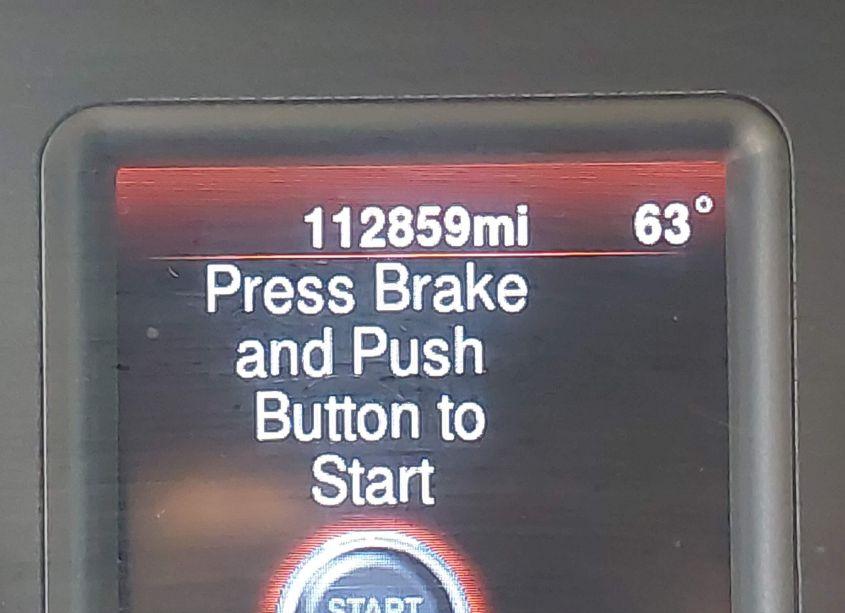 112859mi 63°
Press Brake
and Push
Button to
Start
START